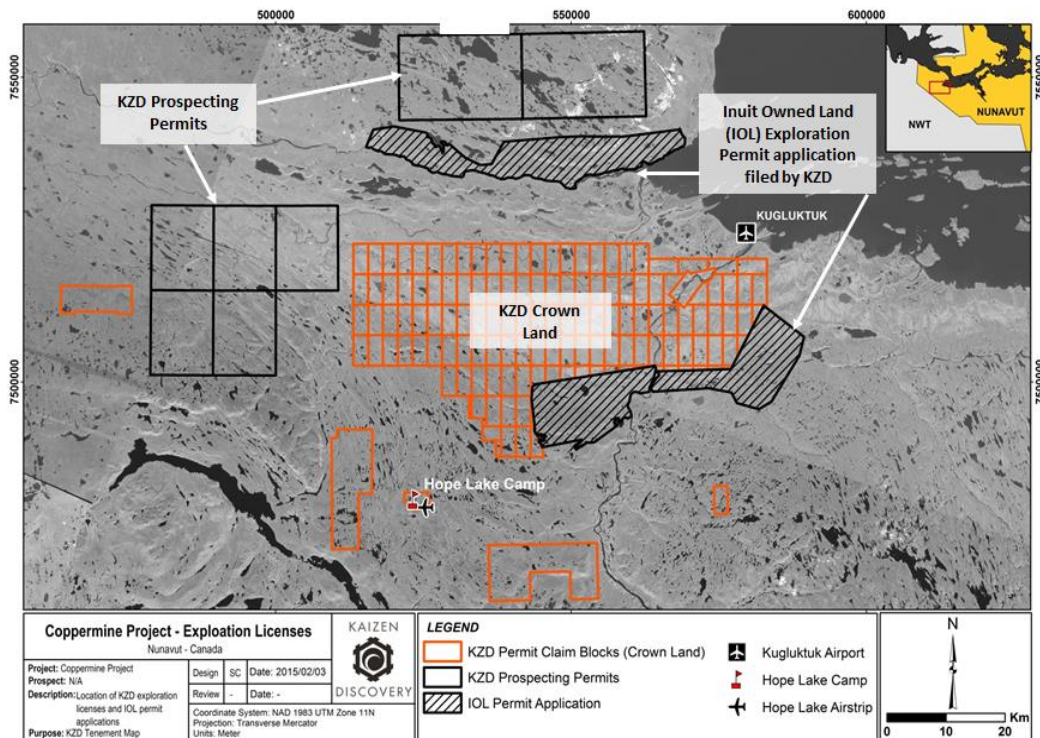 500000
550000
600000
7550000
7550000
7500000
7500000
KZD Prospecting
Permits
Inuit Owned Land
(IOL) Exploration
Permit application
filed by KZD
NWT
NUNAVUT
KUGLUKTUK
KZD Crown
Land
Hope Lake Camp
Coppermine Project - Exploation Licenses
Nunavut - Canada
Project: Coppermine Project
Prospect: N/A
Description: Location of KZD exploration
licenses and IOL permit
applications
Purpose: KZD Tenement Map
Design SC Date: 2015/02/03
Review - Date: -
Coordinate System: NAD 1983 UTM Zone 11N
Projection: Transverse Mercator
Units: Meter
KAIZEN
DISCOVERY
LEGEND
KZD Permit Claim Blocks (Crown Land)
KZD Prospecting Permits
IOL Permit Application
Kugluktuk Airport
Hope Lake Camp
Hope Lake Airstrip
N
Km
0 10 20